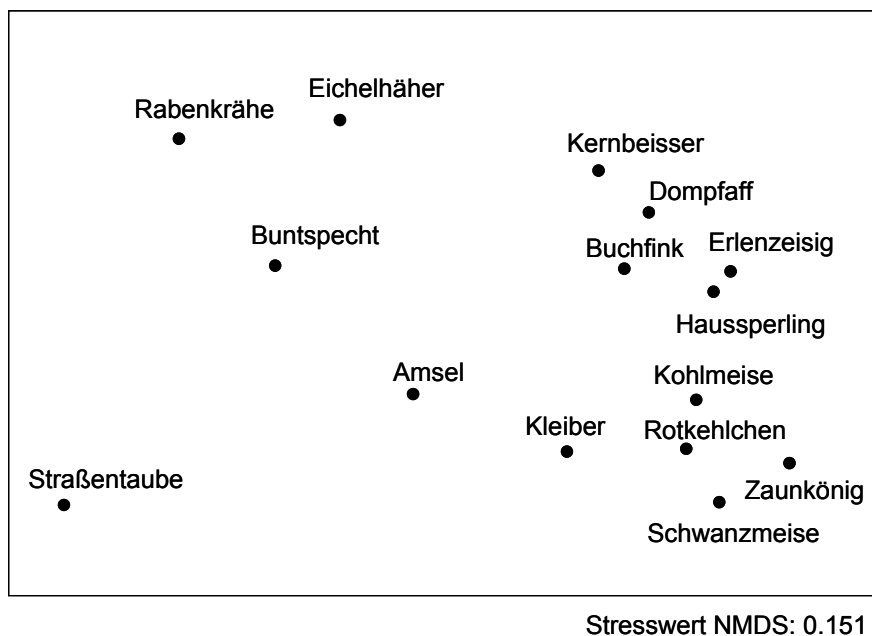 Eichelhäher
Rabenkrähe
Kernbeisser
Dompfaff
Buntspecht
Buchfink
Erlenzeisig
Haussperling
Amsel
Kohlmeise
Kleiber
Rotkehlchen
Straßentaube
Zaunkönig
Schwanzmeise
Stresswert NMDS: 0.151